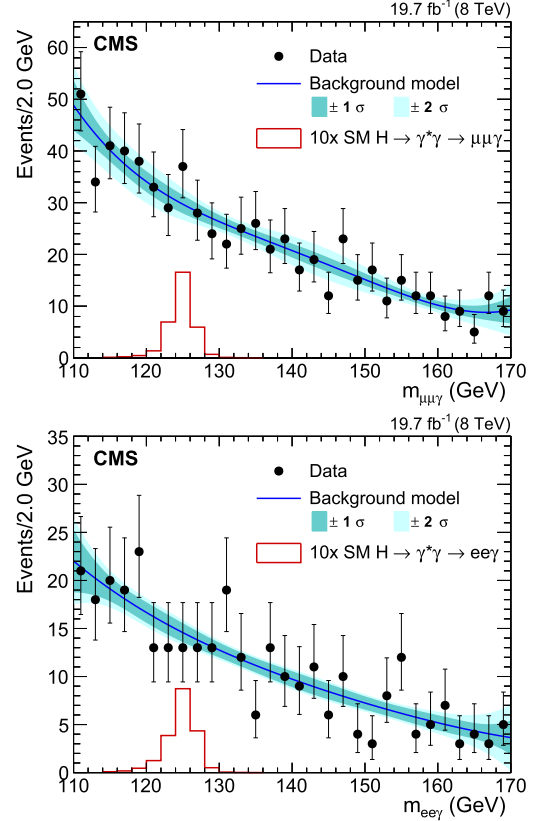 19.7 fb⁻¹ (8 TeV)
CMS
Data
Background model
± 1 σ ± 2 σ
10x SM H → γ*γ → μμγ
Events/2.0 GeV
60
50
40
30
20
10
0
110 120 130 140 150 160 170
m_μμγ (GeV)
19.7 fb⁻¹ (8 TeV)
CMS
Data
Background model
± 1 σ ± 2 σ
10x SM H → γ*γ → eeγ
Events/2.0 GeV
35
30
25
20
15
10
5
0
110 120 130 140 150 160 170
m_eeγ (GeV)